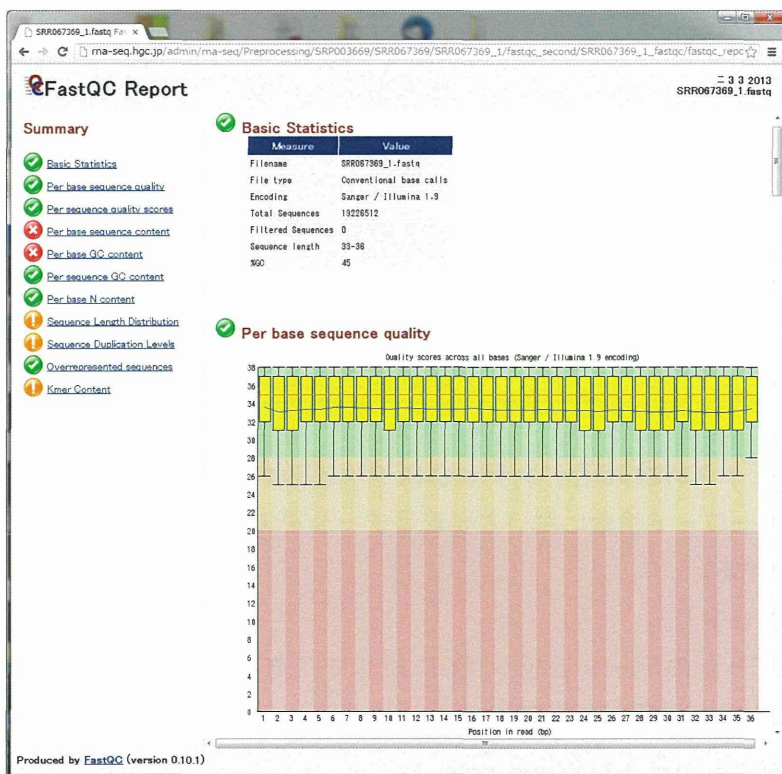 SRR067369_1.fastq Fas ×
rna-seq.hgc.jp/admin/rna-seq/Preprocessing/SRP003669/SRR067/SRR067369/SRR067369_1/fastqc_second/SRR067369_1_fastqc/fastqc_repo
FastQC Report
二 3 3 2013
SRR067369_1.fastq
Summary
Basic Statistics
Per base sequence quality
Per sequence quality scores
Per base sequence content
Per base GC content
Per sequence GC content
Per base N content
Sequence Length Distribution
Sequence Duplication Levels
Overrepresented sequences
Kmer Content
Basic Statistics
Measure Value
Filename SRR067369_1.fastq
File type Conventional base calls
Encoding Sanger / Illumina 1.9
Total Sequences 19226512
Filtered Sequences 0
Sequence length 33-36
%GC 45
Per base sequence quality
Quality scores across all bases (Sanger / Illumina 1.9 encoding)
38
36
34
32
30
28
26
24
22
20
18
16
14
12
10
8
6
4
2
0
1 2 3 4 5 6 7 8 9 10 11 12 13 14 15 16 17 18 19 20 21 22 23 24 25 26 27 28 29 30 31 32 33 34 35 36
Position in read (bp)
Produced by FastQC (version 0.10.1)